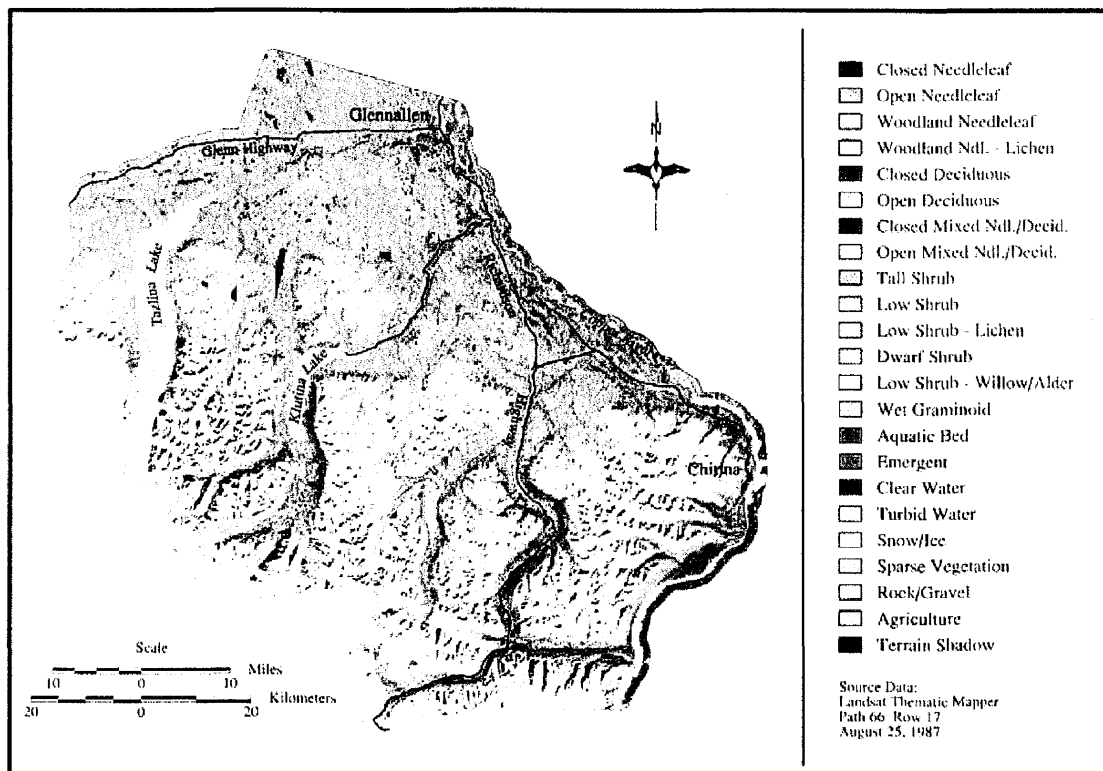 Glennallen
Glenn Highway
Tazlina Lake
Klutina Lake
Richardson
Highway
Chitina
N
Scale
10 0 10 Miles
20 0 20 Kilometers
Closed Needleleaf
Open Needleleaf
Woodland Needleleaf
Woodland Ndl. - Lichen
Closed Deciduous
Open Deciduous
Closed Mixed Ndl./Decid.
Open Mixed Ndl./Decid.
Tall Shrub
Low Shrub
Low Shrub - Lichen
Dwarf Shrub
Low Shrub - Willow/Alder
Wet Graminoid
Aquatic Bed
Emergent
Clear Water
Turbid Water
Snow/Ice
Sparse Vegetation
Rock/Gravel
Agriculture
Terrain Shadow
Source Data:
Landsat Thematic Mapper
Path 66 Row 17
August 25, 1987